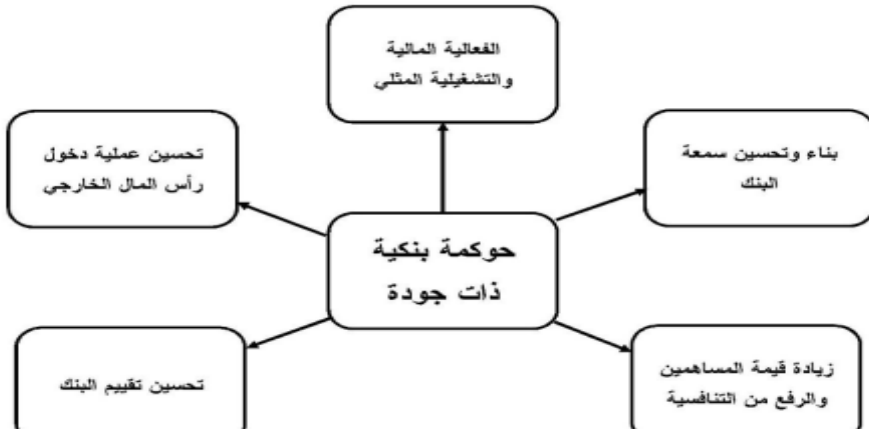 الفعالية المالية
والتشغيلية المثلي
بناء وتحسين سمعة
البنك
تحسين عملية دخول
رأس المال الخارجي
حوكمة بنكية
ذات جودة
زيادة قيمة المساهمين
والرفع من التنافسية
تحسين تقييم البنك